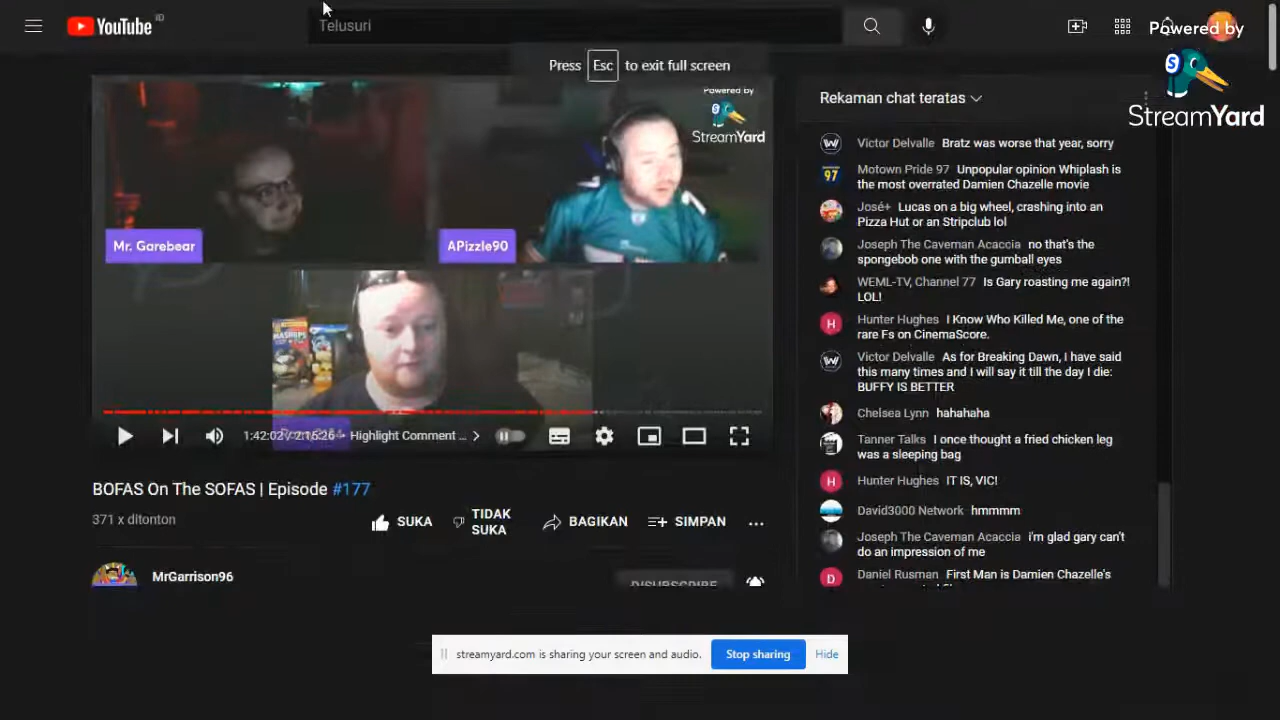 YouTube ID
Telusuri
Powered by
StreamYard
Press Esc to exit full screen
Powered by
StreamYard
Mr. Garebear
APizzle90
1:42:02 / 2:15:26 • Highlight Comment ...
BOFAS On The SOFAS | Episode #177
371 x ditonton
SUKA
TIDAK
SUKA
BAGIKAN
SIMPAN
MrGarrison96
DISUBSCRIBE
Rekaman chat teratas
Victor Delvalle Bratz was worse that year, sorry
Motown Pride 97 Unpopular opinion Whiplash is
the most overrated Damien Chazelle movie
José+ Lucas on a big wheel, crashing into an
Pizza Hut or an Stripclub lol
Joseph The Caveman Acaccia no that's the
spongebob one with the gumball eyes
WEML-TV, Channel 77 Is Gary roasting me again?!
LOL!
Hunter Hughes I Know Who Killed Me, one of the
rare Fs on CinemaScore.
Victor Delvalle As for Breaking Dawn, I have said
this many times and I will say it till the day I die:
BUFFY IS BETTER
Chelsea Lynn hahahaha
Tanner Talks I once thought a fried chicken leg
was a sleeping bag
Hunter Hughes IT IS, VIC!
David3000 Network hmmmm
Joseph The Caveman Acaccia i'm glad gary can't
do an impression of me
Daniel Rusman First Man is Damien Chazelle's
streamyard.com is sharing your screen and audio.
Stop sharing
Hide